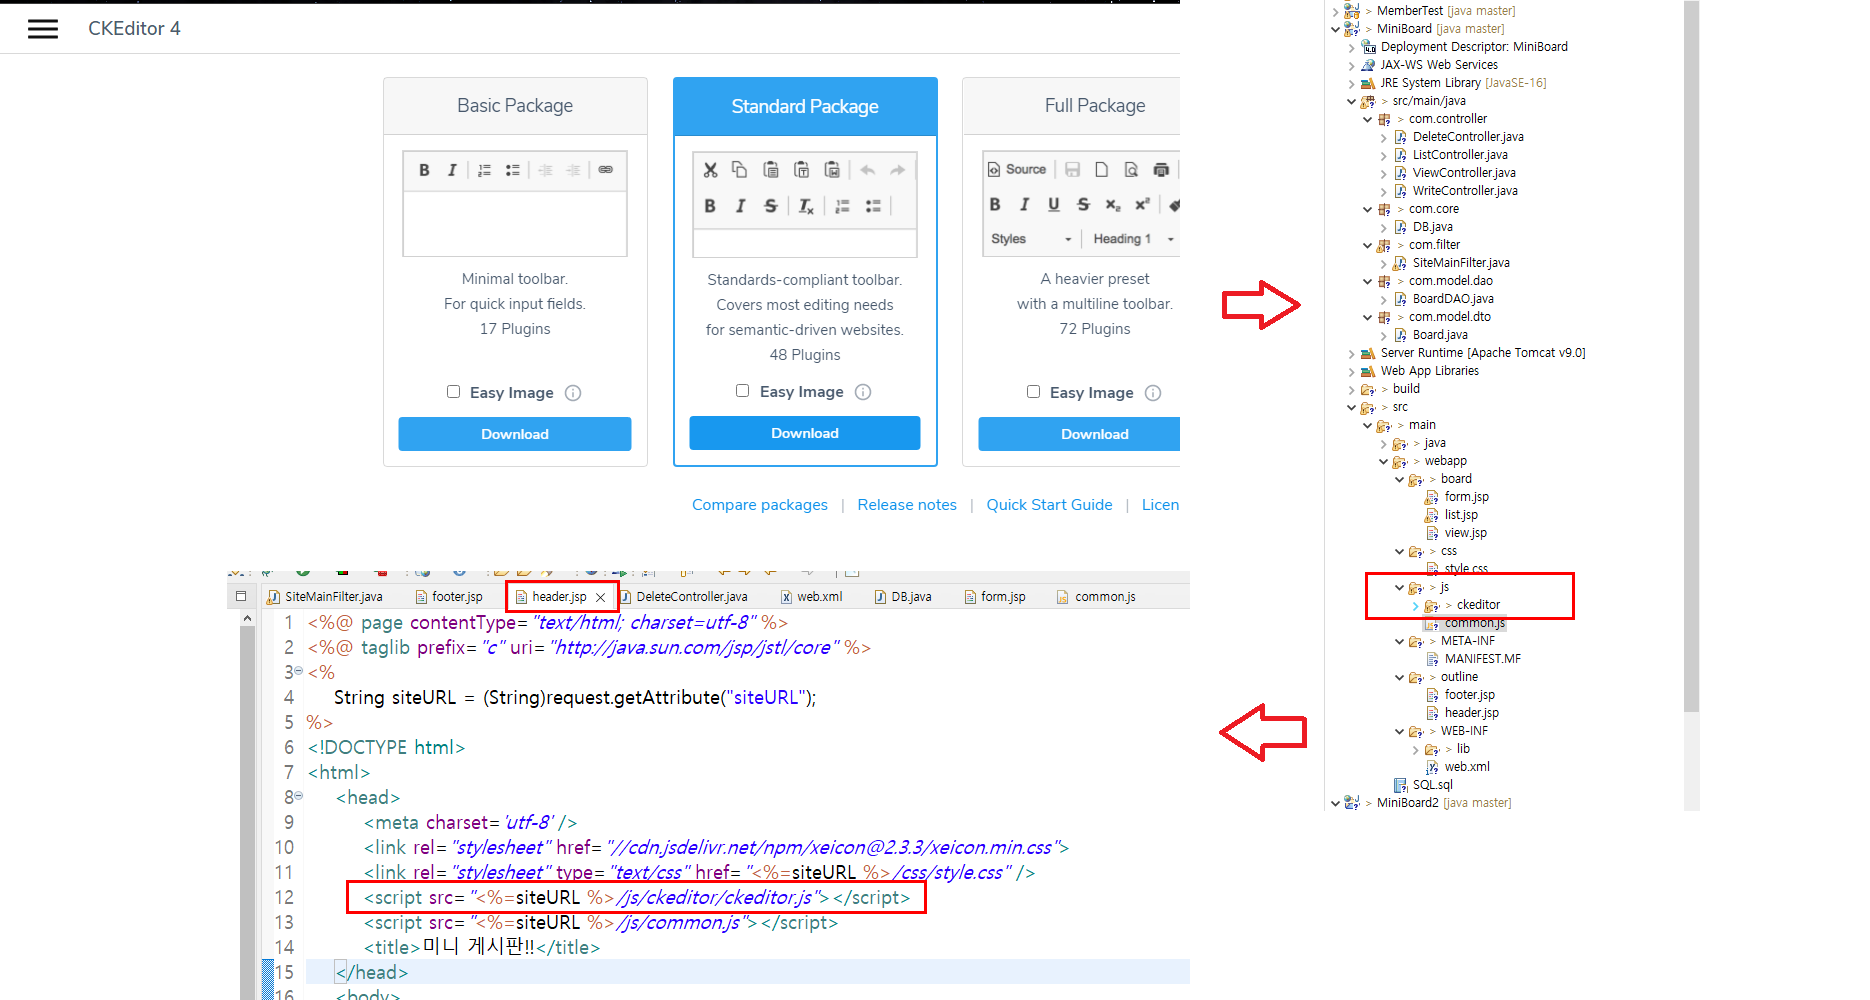 CKEditor 4
Basic Package
Minimal toolbar.
For quick input fields.
17 Plugins
Easy Image
Download
Standard Package
Standards-compliant toolbar.
Covers most editing needs
for semantic-driven websites.
48 Plugins
Easy Image
Download
Full Package
Source
Styles
Heading 1
A heavier preset
with a multiline toolbar.
72 Plugins
Easy Image
Download
Compare packages | Release notes | Quick Start Guide | Licen
> MemberTest [java master]
> MiniBoard [java master]
Deployment Descriptor: MiniBoard
JAX-WS Web Services
JRE System Library [JavaSE-16]
> src/main/java
> com.controller
> DeleteController.java
> ListController.java
> ViewController.java
> WriteController.java
> com.core
> DB.java
> com.filter
> SiteMainFilter.java
> com.model.dao
> BoardDAO.java
> com.model.dto
> Board.java
Server Runtime [Apache Tomcat v9.0]
Web App Libraries
> build
> src
> main
> java
> webapp
> board
form.jsp
list.jsp
view.jsp
> css
style.css
> js
> ckeditor
common.js
> META-INF
MANIFEST.MF
> outline
footer.jsp
header.jsp
> WEB-INF
> lib
web.xml
SQL.sql
> MiniBoard2 [java master]
SiteMainFilter.java footer.jsp header.jsp DeleteController.java web.xml DB.java form.jsp common.js
1 <%@ page contentType="text/html; charset=utf-8" %>
2 <%@ taglib prefix="c" uri="http://java.sun.com/jsp/jstl/core" %>
3 <%
4 String siteURL = (String)request.getAttribute("siteURL");
5 %>
6 <!DOCTYPE html>
7 <html>
8 <head>
9 <meta charset='utf-8' />
10 <link rel="stylesheet" href="//cdn.jsdelivr.net/npm/xeicon@2.3.3/xeicon.min.css">
11 <link rel="stylesheet" type="text/css" href="<%=siteURL %>/css/style.css" />
12 <script src="<%=siteURL %>/js/ckeditor/ckeditor.js"></script>
13 <script src="<%=siteURL %>/js/common.js"></script>
14 <title>미니 게시판!!</title>
15 </head>
16 <body>